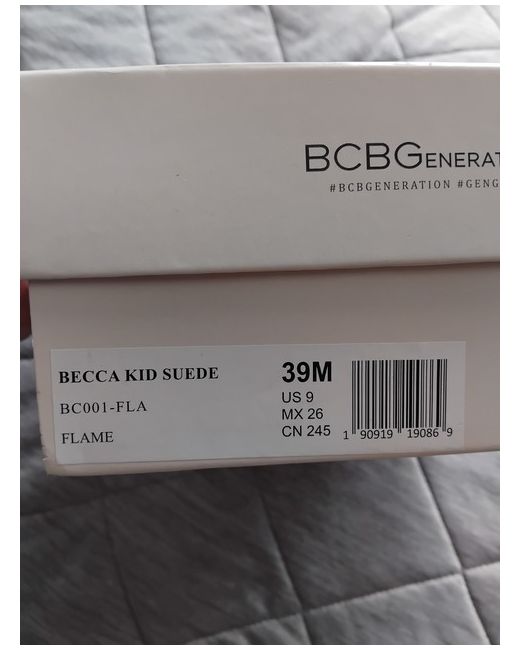 BCBGENERAT
#BCBGENERATION #GENG
BECCA KID SUEDE
BC001-FLA
FLAME
39M
US 9
MX 26
CN 245
1 90919 19086 9